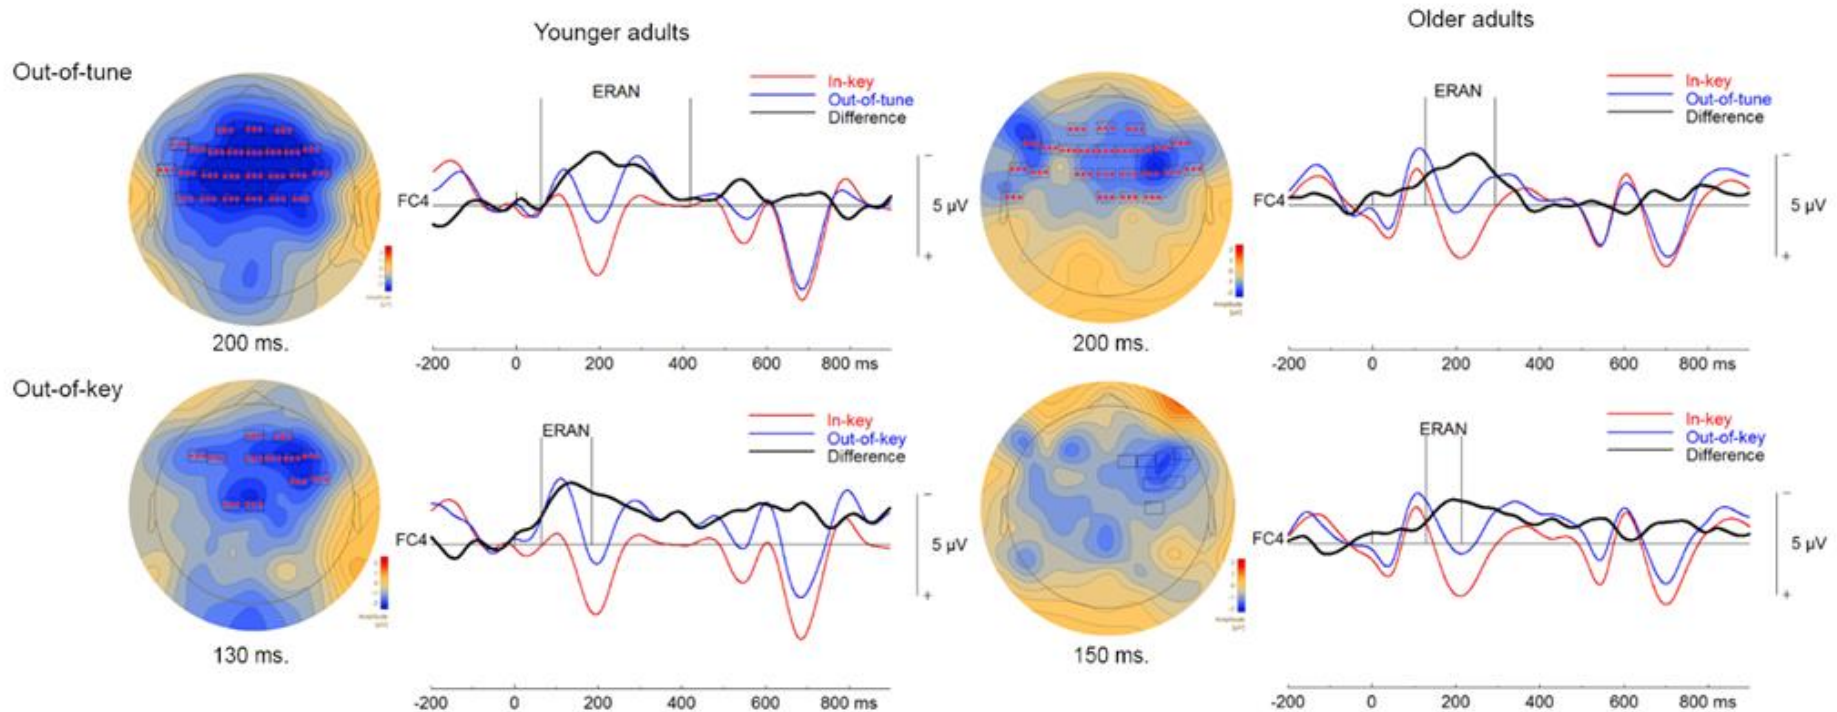 Younger adults
Older adults
Out-of-tune
ERAN
In-key
Out-of-tune
Difference
FC4
−
5 µV
+
200 ms.
-200 0 200 400 600 800 ms
ERAN
In-key
Out-of-tune
Difference
FC4
−
5 µV
+
Amplitude
200 ms.
-200 0 200 400 600 800 ms
Out-of-key
ERAN
In-key
Out-of-key
Difference
FC4
−
5 µV
+
Amplitude
130 ms.
-200 0 200 400 600 800 ms
ERAN
In-key
Out-of-key
Difference
FC4
−
5 µV
+
Amplitude
150 ms.
-200 0 200 400 600 800 ms